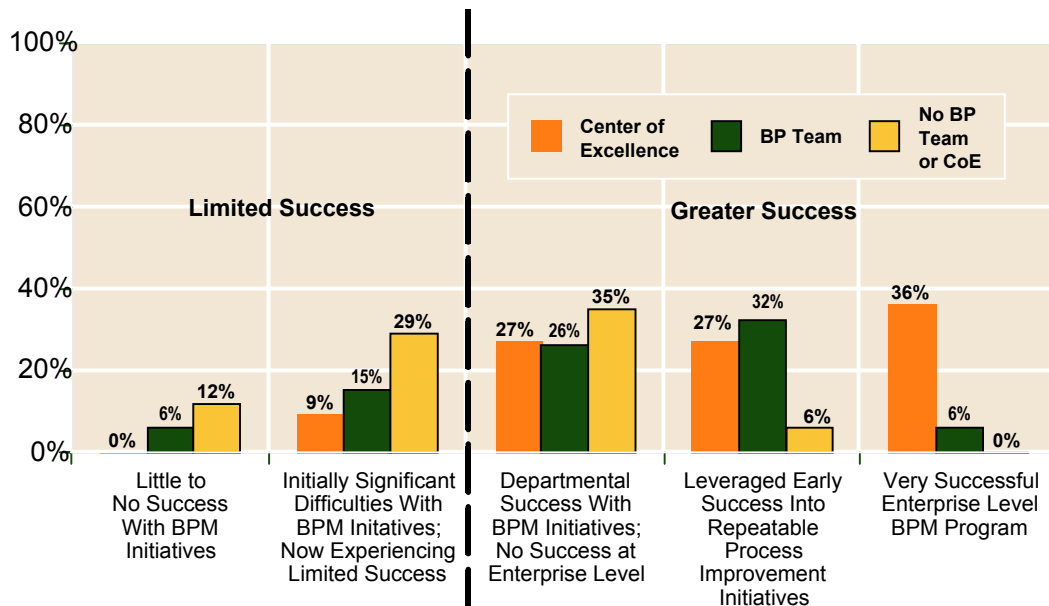 100%
80%
60%
40%
20%
0%
Center of
Excellence
BP Team
No BP
Team
or CoE
Limited Success
Greater Success
0%
6%
12%
9%
15%
29%
27%
26%
35%
27%
32%
6%
36%
6%
0%
Little to
No Success
With BPM
Initiatives
Initially Significant
Difficulties With
BPM Initatives;
Now Experiencing
Limited Success
Departmental
Success With
BPM Initiatives;
No Success at
Enterprise Level
Leveraged Early
Success Into
Repeatable
Process
Improvement
Initiatives
Very Successful
Enterprise Level
BPM Program